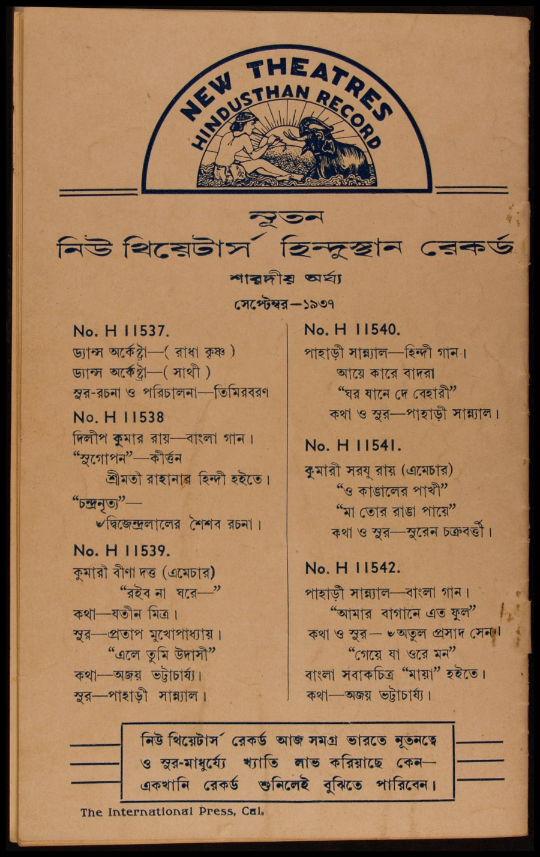 NEW THEATRES
HINDUSTHAN RECORD
নূতন
নিউ থিয়েটার্স হিন্দুস্থান রেকর্ড
শারদীয় অর্ঘ্য
সেপ্টেম্বর—১৯৩৭
No. H 11537.
ড্যান্স অর্কেষ্ট্রা—( রাধা কৃষ্ণ )
ড্যান্স অর্কেষ্ট্রা—( সাথী )
সুর-রচনা ও পরিচালনা—তিমিরবরণ
No. H 11538
দিলীপ কুমার রায়—বাংলা গান।
“সুগোপন”—কীর্ত্তন
শ্রীমতী রাহানার হিন্দী হইতে।
“চন্দ্রনৃত্য”—
৺দ্বিজেন্দ্রলালের শৈশব রচনা।
No. H 11539.
কুমারী বীণা দত্ত (এমেচার)
“রইব না ঘরে—”
কথা—যতীন মিত্র।
সুর—প্রতাপ মুখোপাধ্যায়।
“এলে তুমি উদাসী”
কথা—অজয় ভট্টাচার্য্য।
সুর—পাহাড়ী সান্ন্যাল।
No. H 11540.
পাহাড়ী সান্ন্যাল—হিন্দী গান।
আয়ে কারে বাদরা
“ঘর যানে দে বেহারী”
কথা ও সুর—পাহাড়ী সান্ন্যাল।
No. H 11541.
কুমারী সরযূ রায় (এমেচার)
“ও কাঙালের পাখী”
“মা তোর রাঙা পায়ে”
কথা ও সুর—সুরেন চক্রবর্ত্তী।
No. H 11542.
পাহাড়ী সান্ন্যাল—বাংলা গান।
“আমার বাগানে এত ফুল”
কথা ও সুর—৺অতুল প্রসাদ সেন।
“গেয়ে যা ওরে মন”
বাংলা সবাকচিত্র “মায়া” হইতে।
কথা—অজয় ভট্টাচার্য্য।
নিউ থিয়েটার্স রেকর্ড আজ সমগ্র ভারতে নূতনত্বে
ও সুর-মাধুর্য্যে খ্যাতি লাভ করিয়াছে কেন—
একখানি রেকর্ড শুনিলেই বুঝিতে পারিবেন।
The International Press, Cal.